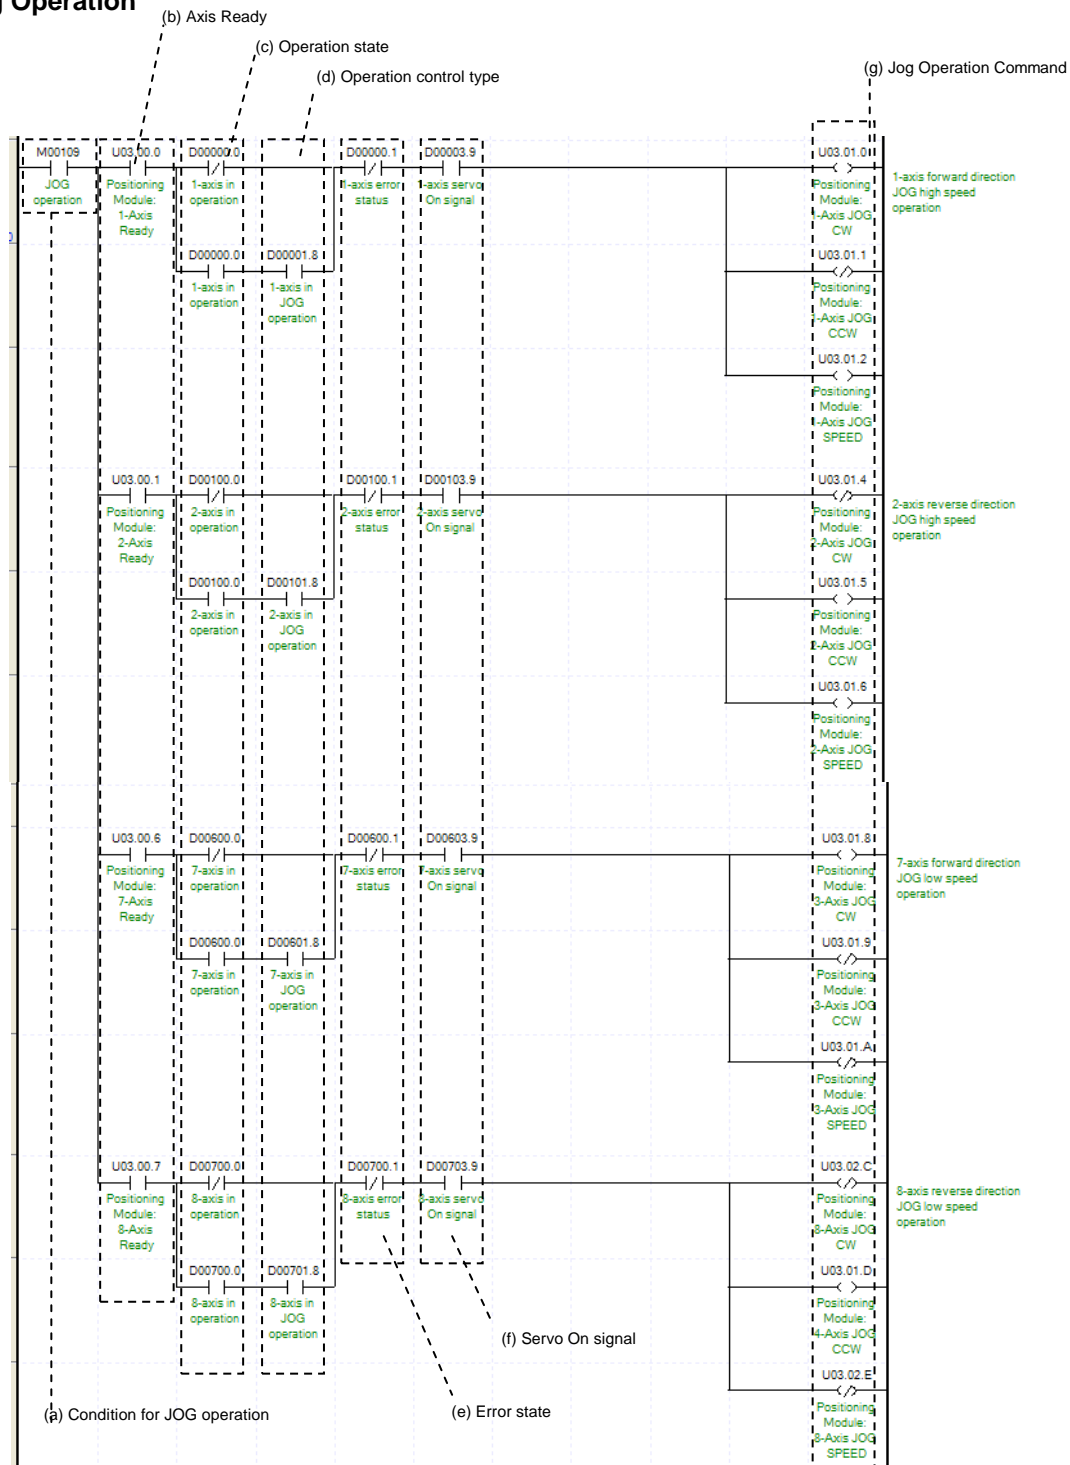 g Operation
(b) Axis Ready
(c) Operation state
(d) Operation control type
(g) Jog Operation Command
M00109
U03.00.0
D00000.0
D00000.1
D00003.9
U03.01.0
JOG
operation
Positioning
Module:
1-Axis
Ready
1-axis in
operation
1-axis error
status
1-axis servo
On signal
Positioning
Module:
1-Axis JOG
CW
1-axis forward direction
JOG high speed
operation
D00000.0
D00001.8
U03.01.1
1-axis in
operation
1-axis in
JOG
operation
Positioning
Module:
1-Axis JOG
CCW
U03.01.2
Positioning
Module:
1-Axis JOG
SPEED
U03.00.1
D00100.0
D00100.1
D00103.9
U03.01.4
Positioning
Module:
2-Axis
Ready
2-axis in
operation
2-axis error
status
2-axis servo
On signal
Positioning
Module:
2-Axis JOG
CW
2-axis reverse direction
JOG high speed
operation
D00100.0
D00101.8
U03.01.5
2-axis in
operation
2-axis in
JOG
operation
Positioning
Module:
2-Axis JOG
CCW
U03.01.6
Positioning
Module:
2-Axis JOG
SPEED
U03.00.6
D00600.0
D00600.1
D00603.9
U03.01.8
Positioning
Module:
7-Axis
Ready
7-axis in
operation
7-axis error
status
7-axis servo
On signal
Positioning
Module:
3-Axis JOG
CW
7-axis forward direction
JOG low speed
operation
D00600.0
D00601.8
U03.01.9
7-axis in
operation
7-axis in
JOG
operation
Positioning
Module:
3-Axis JOG
CCW
U03.01.A
Positioning
Module:
3-Axis JOG
SPEED
U03.00.7
D00700.0
D00700.1
D00703.9
U03.02.C
Positioning
Module:
8-Axis
Ready
8-axis in
operation
8-axis error
status
8-axis servo
On signal
Positioning
Module:
8-Axis JOG
CW
8-axis reverse direction
JOG low speed
operation
D00700.0
D00701.8
U03.01.D
8-axis in
operation
8-axis in
JOG
operation
Positioning
Module:
4-Axis JOG
CCW
U03.02.E
Positioning
Module:
8-Axis JOG
SPEED
(f) Servo On signal
(e) Error state
(a) Condition for JOG operation